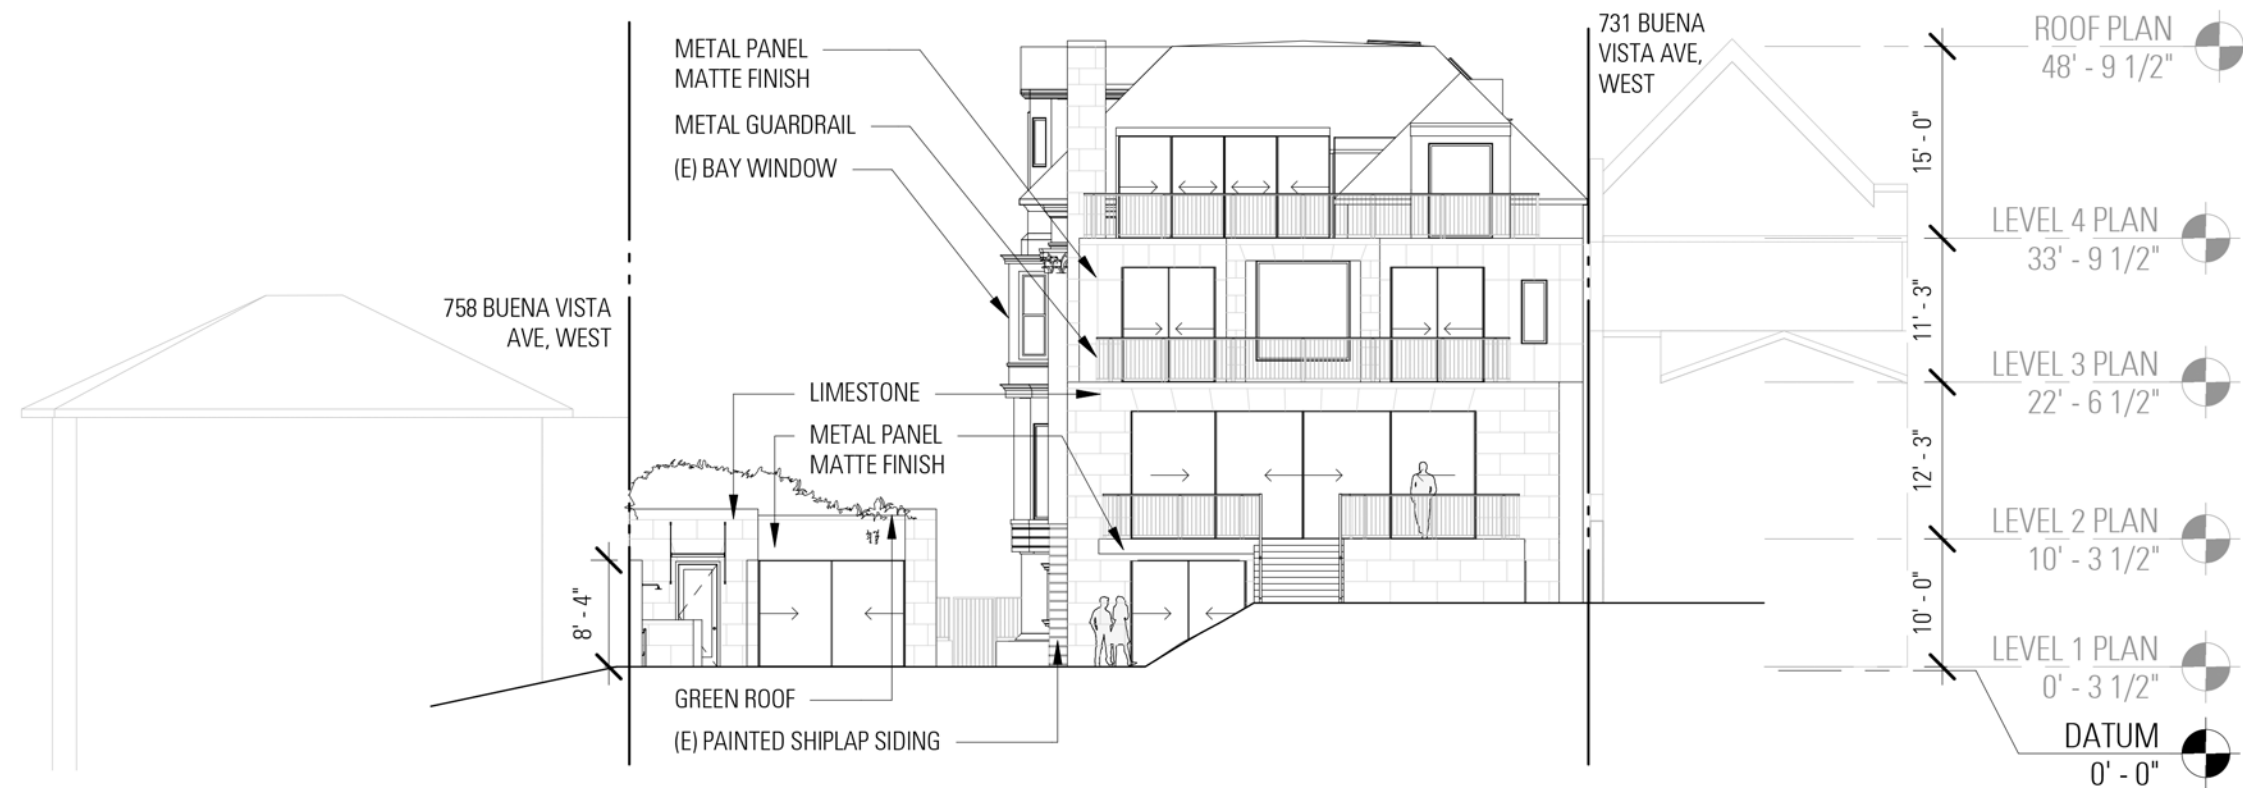 METAL PANEL
MATTE FINISH
METAL GUARDRAIL
(E) BAY WINDOW
758 BUENA VISTA
AVE, WEST
LIMESTONE
METAL PANEL
MATTE FINISH
8' - 4"
GREEN ROOF
(E) PAINTED SHIPLAP SIDING
731 BUENA
VISTA AVE,
WEST
15' - 0"
11' - 3"
12' - 3"
10' - 0"
ROOF PLAN
48' - 9 1/2"
LEVEL 4 PLAN
33' - 9 1/2"
LEVEL 3 PLAN
22' - 6 1/2"
LEVEL 2 PLAN
10' - 3 1/2"
LEVEL 1 PLAN
0' - 3 1/2"
DATUM
0' - 0"